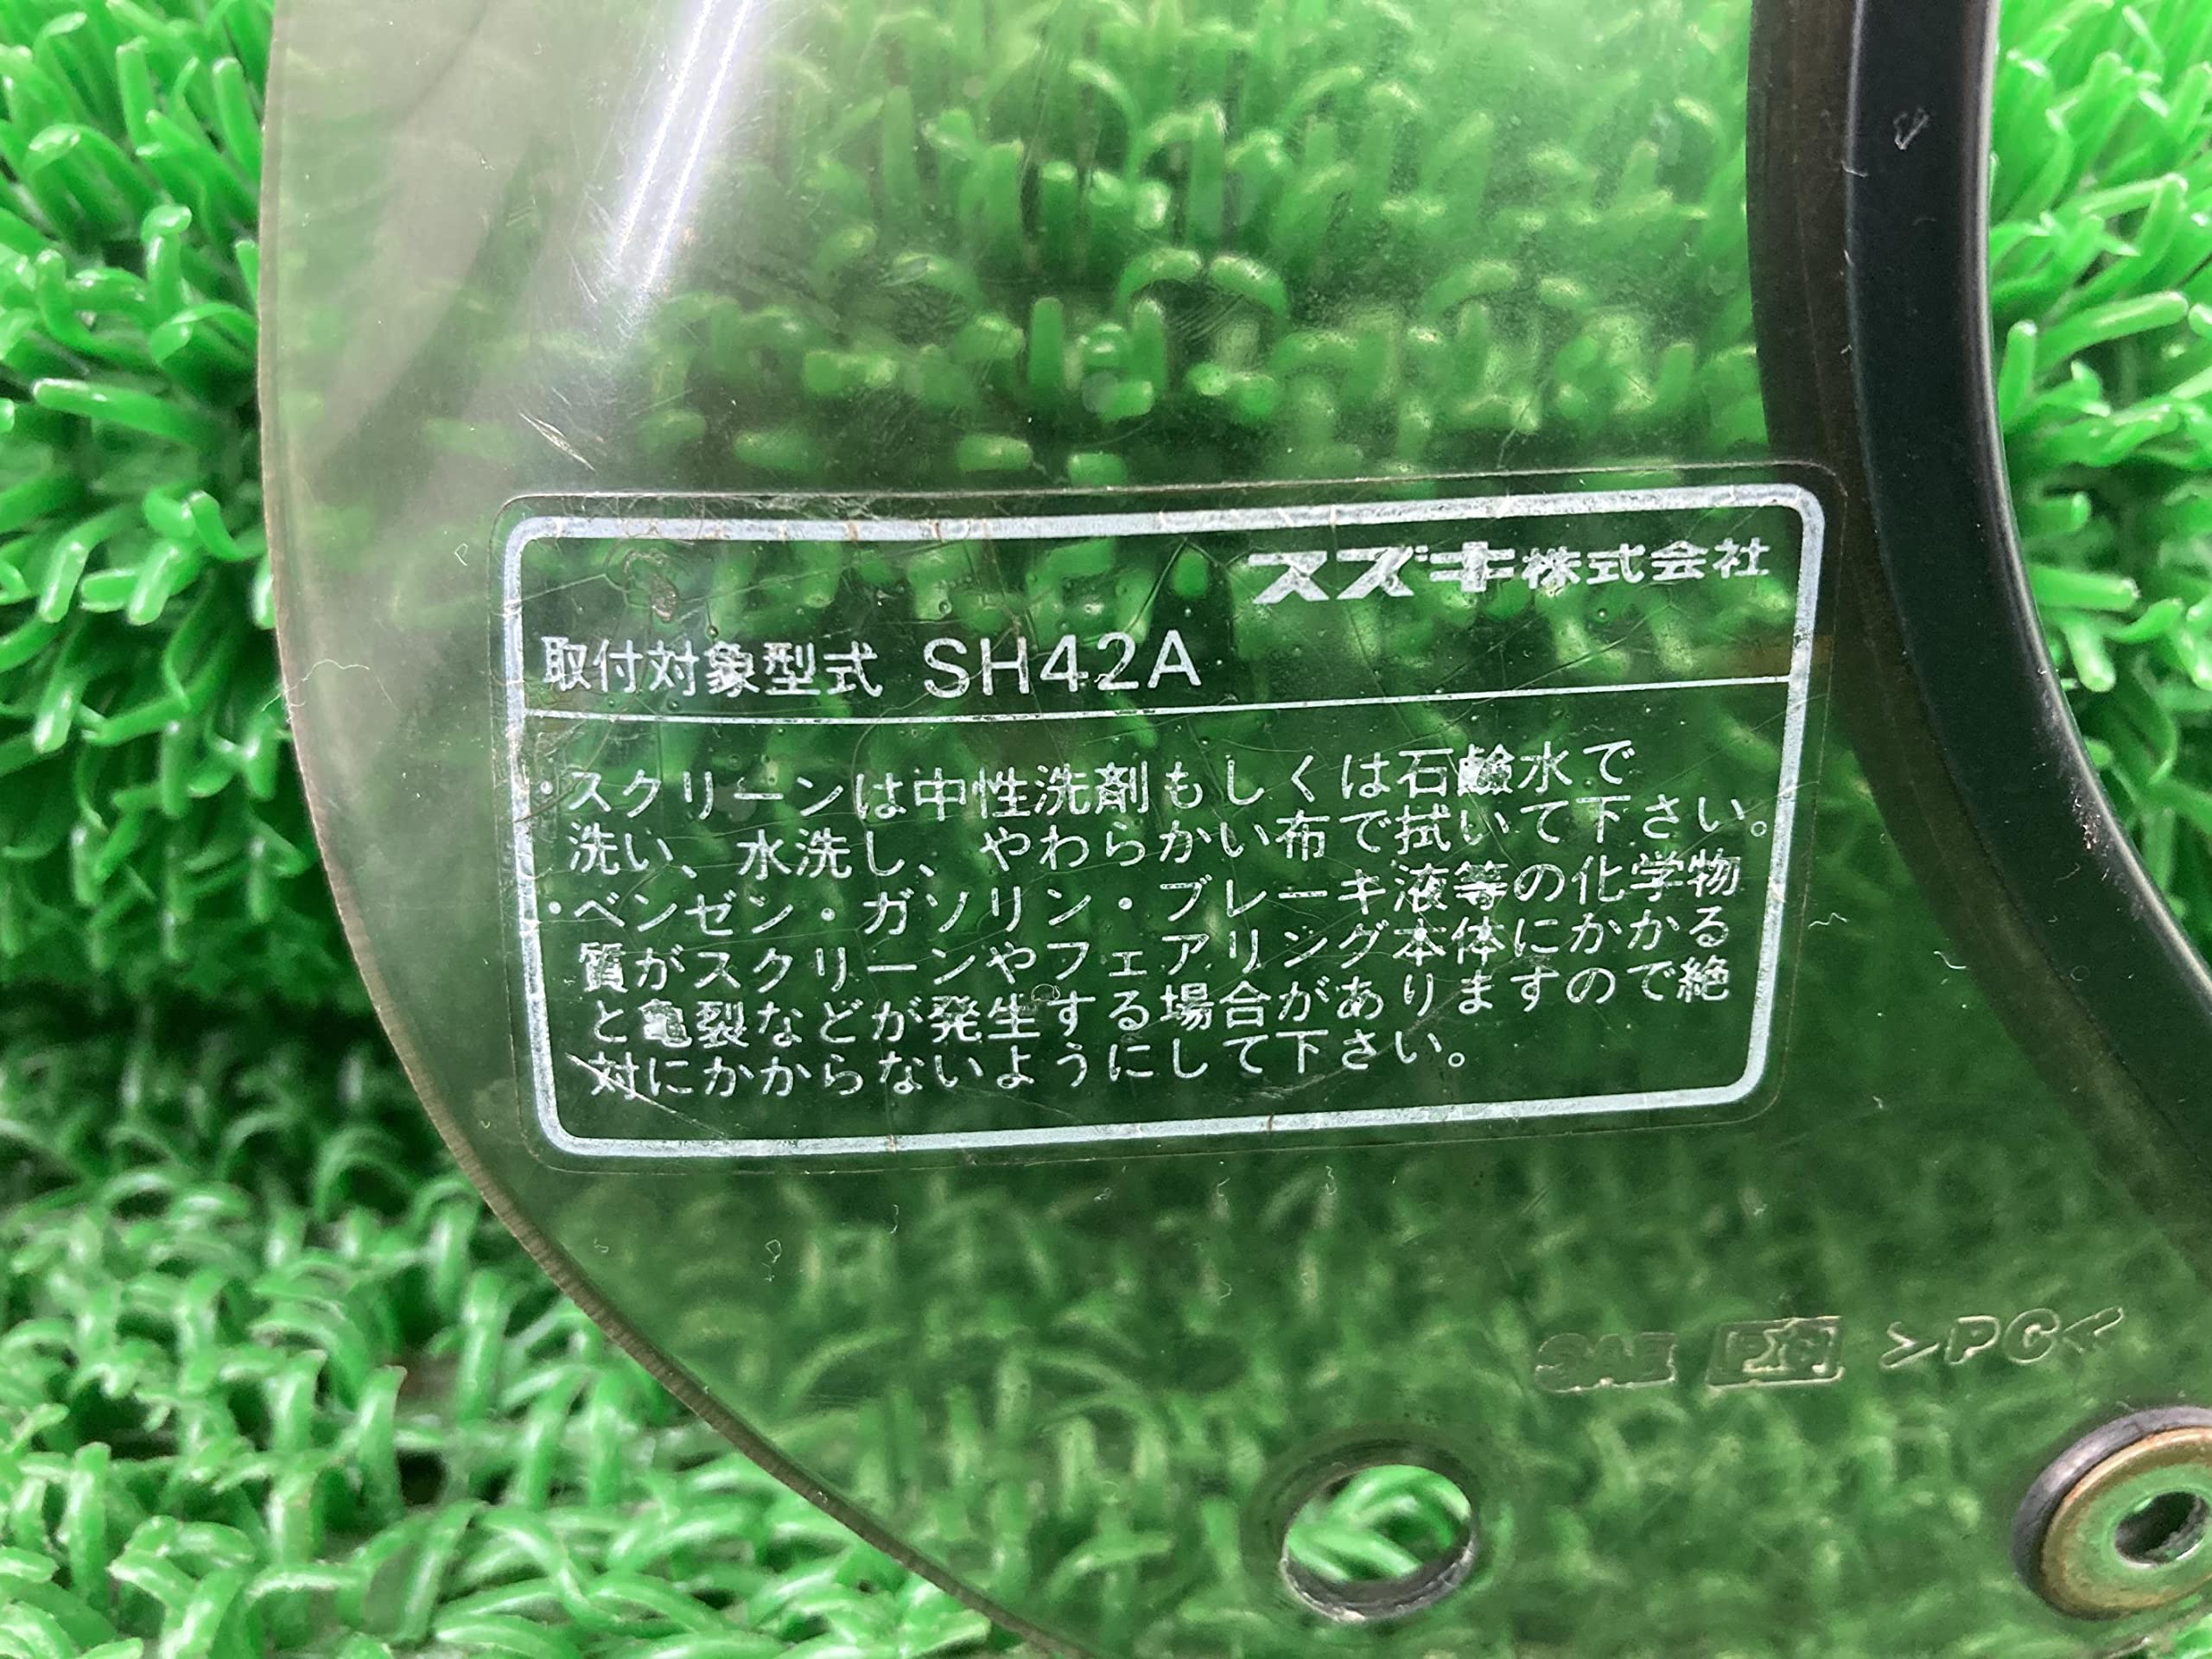 スズキ株式会社
取付対象型式 SH42A
・スクリーンは中性洗剤もしくは石鹸水で
洗い、水洗し、やわらかい布で拭いて下さい。
・ベンゼン・ガソリン・ブレーキ液等の化学物
質がスクリーンやフェアリング本体にかかる
と亀裂などが発生する場合がありますので絶
対にかからないようにして下さい。
SAE >PC<